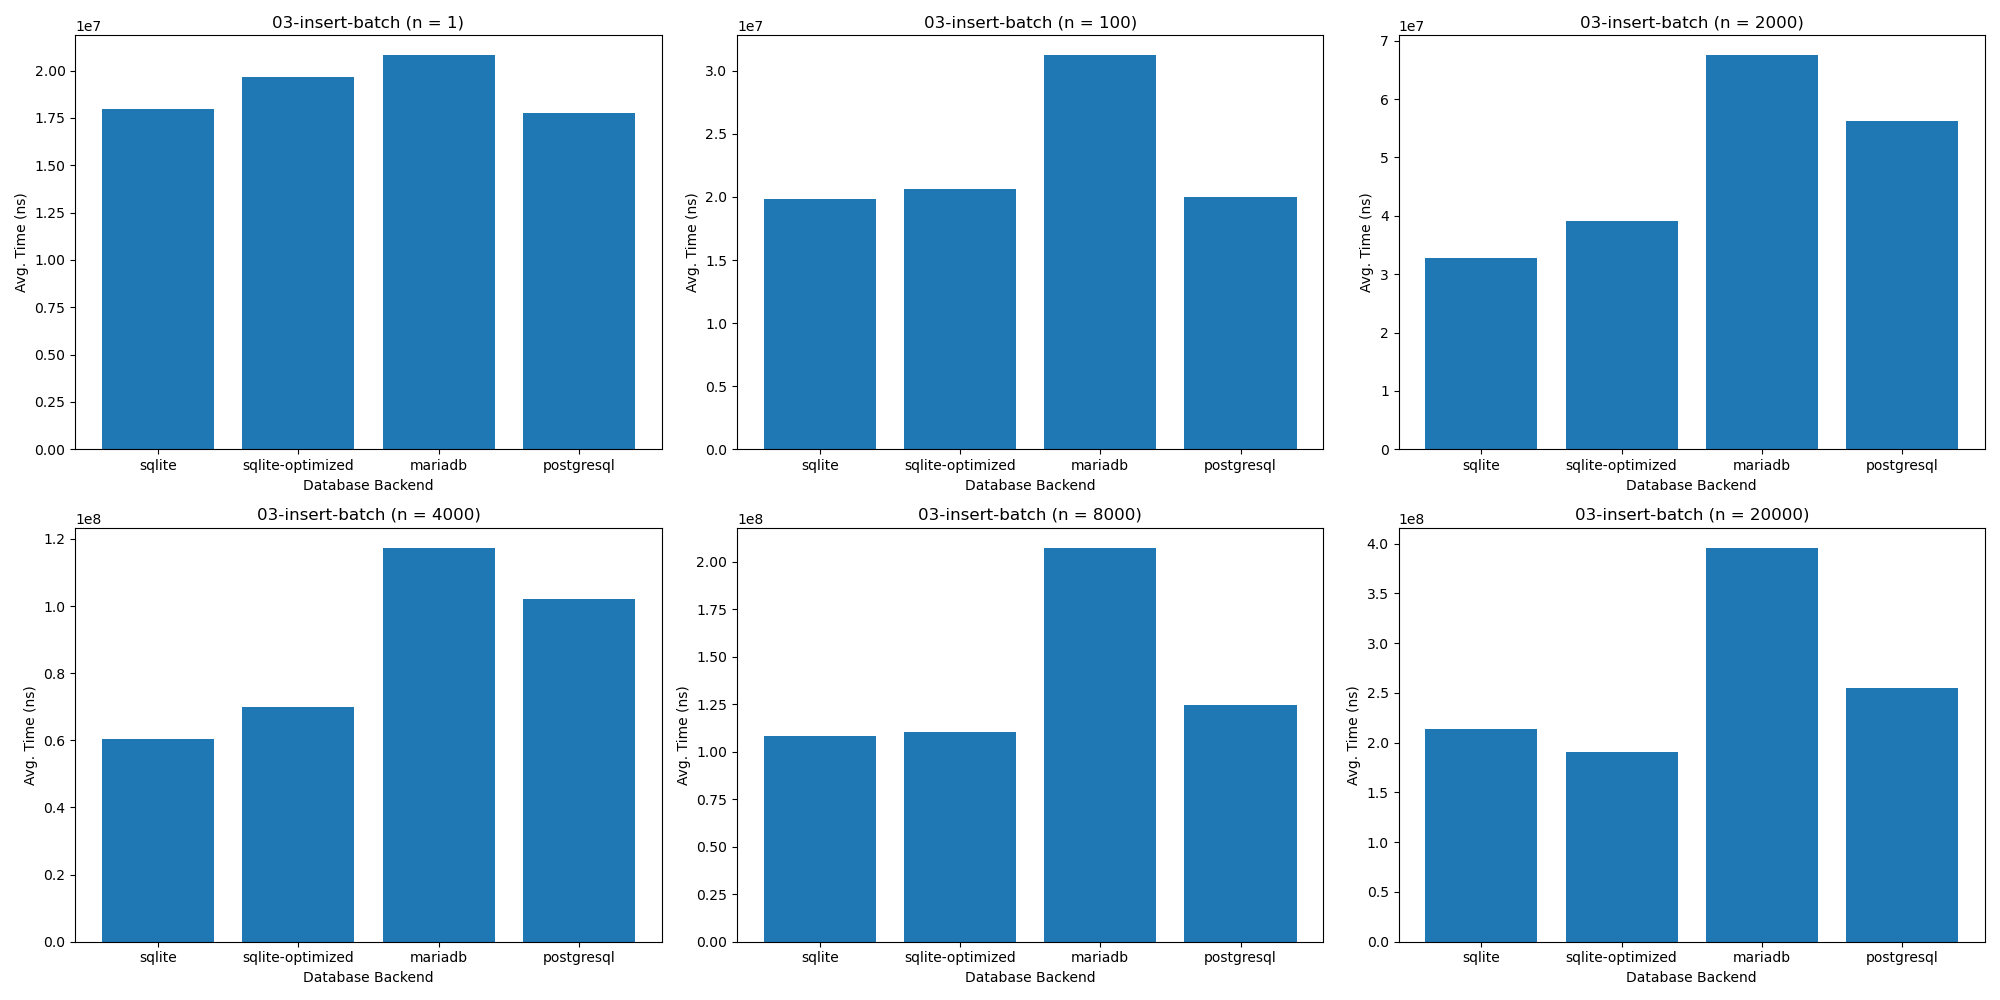 03-insert-batch (n = 1)
1e7
2.00
1.75
1.50
1.25
1.00
0.75
0.50
0.25
0.00
Avg. Time (ns)
sqlite sqlite-optimized mariadb postgresql
Database Backend
03-insert-batch (n = 100)
1e7
3.0
2.5
2.0
1.5
1.0
0.5
0.0
Avg. Time (ns)
sqlite sqlite-optimized mariadb postgresql
Database Backend
03-insert-batch (n = 2000)
1e7
7
6
5
4
3
2
1
0
Avg. Time (ns)
sqlite sqlite-optimized mariadb postgresql
Database Backend
03-insert-batch (n = 4000)
1e8
1.2
1.0
0.8
0.6
0.4
0.2
0.0
Avg. Time (ns)
sqlite sqlite-optimized mariadb postgresql
Database Backend
03-insert-batch (n = 8000)
1e8
2.00
1.75
1.50
1.25
1.00
0.75
0.50
0.25
0.00
Avg. Time (ns)
sqlite sqlite-optimized mariadb postgresql
Database Backend
03-insert-batch (n = 20000)
1e8
4.0
3.5
3.0
2.5
2.0
1.5
1.0
0.5
0.0
Avg. Time (ns)
sqlite sqlite-optimized mariadb postgresql
Database Backend